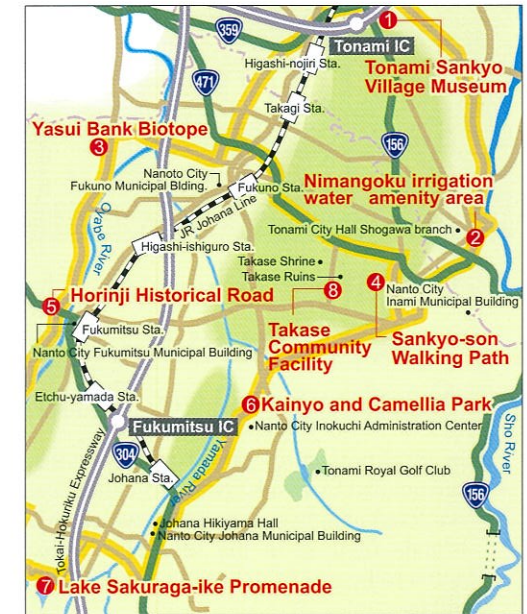 359
1
Tonami IC
Higashi-nojiri Sta.
Tonami Sankyo
Village Museum
471
Takagi Sta.
Yasui Bank Biotope
3
156
Nanoto City
Fukuno Municipal Blding.
Fukuno Sta.
Nimangoku irrigation
water amenity area
JR Johana Line
Oyabe River
Tonami City Hall Shogawa branch
2
Higashi-ishiguro Sta.
Takase Shrine
Takase Ruins
8
4
Nanto City
Inami Municipal Building
5
Horinji Historical Road
Fukumitsu Sta.
Nanto City Fukumitsu Municipal Building
Takase
Community
Facility
Sankyo-son
Walking Path
Etchu-yamada Sta.
6
Kainyo and Camellia Park
Fukumitsu IC
Nanto City Inokuchi Administration Center
Sho River
304
Yamada River
Tokai-Hokuriku Expressway
Johana Sta.
Tonami Royal Golf Club
156
Johana Hikiyama Hall
Nanto City Johana Municipal Building
7
Lake Sakuraga-ike Promenade